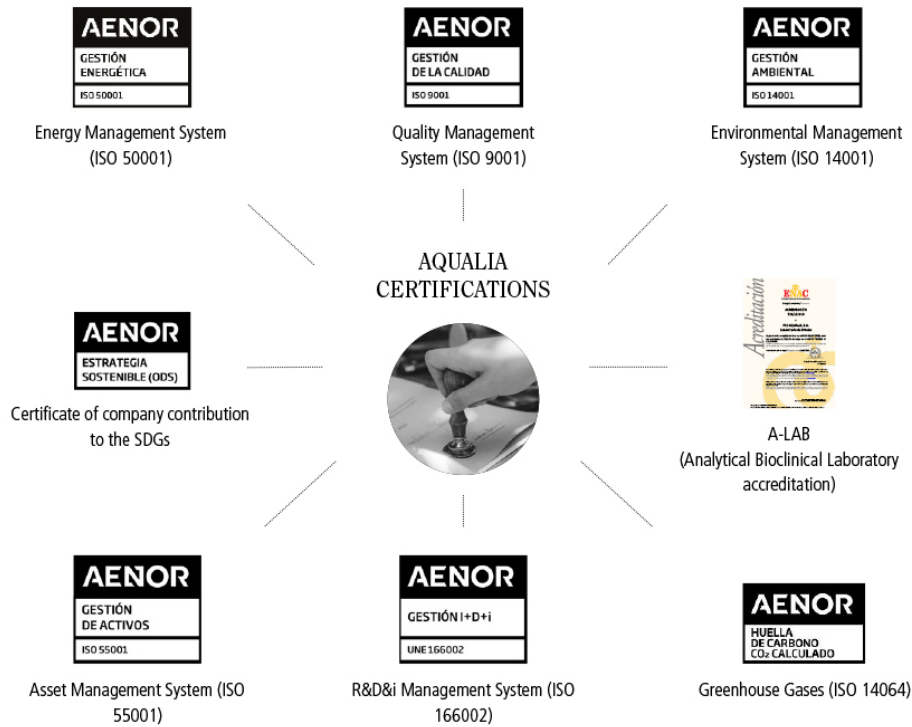 AENOR
GESTIÓN
ENERGÉTICA
ISO 50001
Energy Management System
(ISO 50001)
AENOR
GESTIÓN
DE LA CALIDAD
ISO 9001
Quality Management
System (ISO 9001)
AENOR
GESTIÓN
AMBIENTAL
ISO 14001
Environmental Management
System (ISO 14001)
AQUALIA
CERTIFICATIONS
AENOR
ESTRATEGIA
SOSTENIBLE (ODS)
Certificate of company contribution
to the SDGs
Acreditación
ENAC
A-LAB
(Analytical Bioclinical Laboratory
accreditation)
AENOR
GESTIÓN
DE ACTIVOS
ISO 55001
Asset Management System (ISO
55001)
AENOR
GESTIÓN I+D+i
UNE 166002
R&D&i Management System (ISO
166002)
AENOR
HUELLA
DE CARBONO
CO₂ CALCULADO
Greenhouse Gases (ISO 14064)